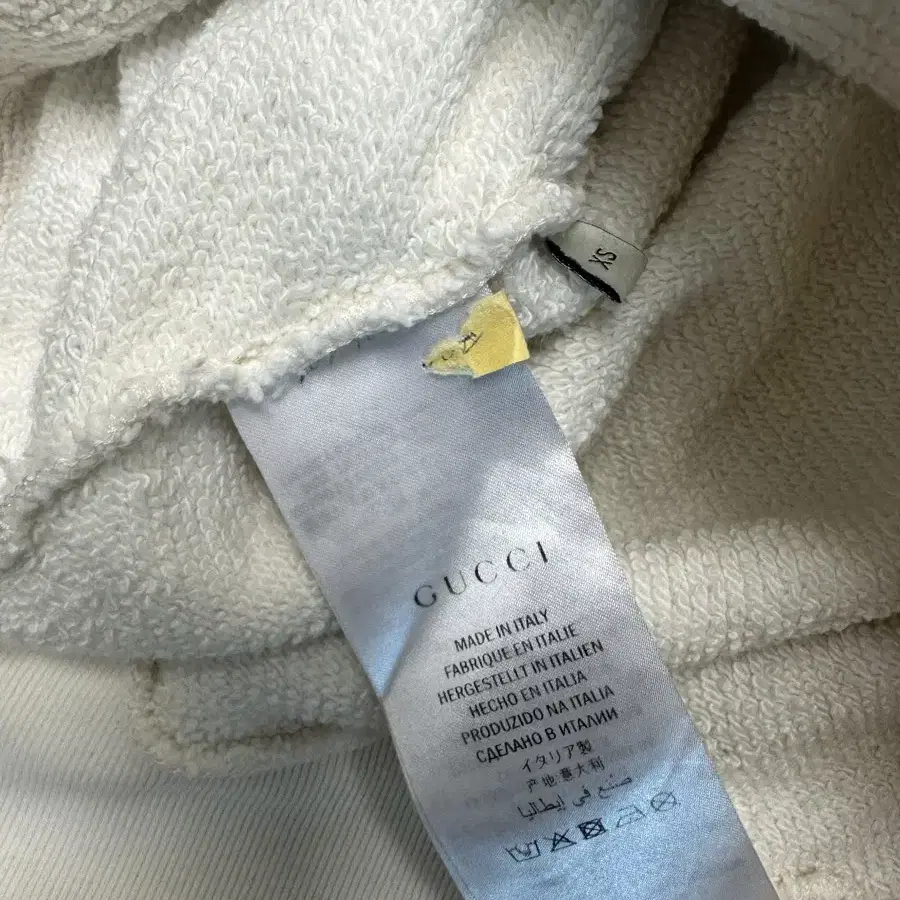 XS
GUCCI
MADE IN ITALY
FABRIQUE EN ITALIE
HERGESTELLT IN ITALIEN
HECHO EN ITALIA
PRODUZIDO NA ITALIA
СДЕЛАНО В ИТАЛИИ
イタリア製
产地意大利
صنع في إيطاليا